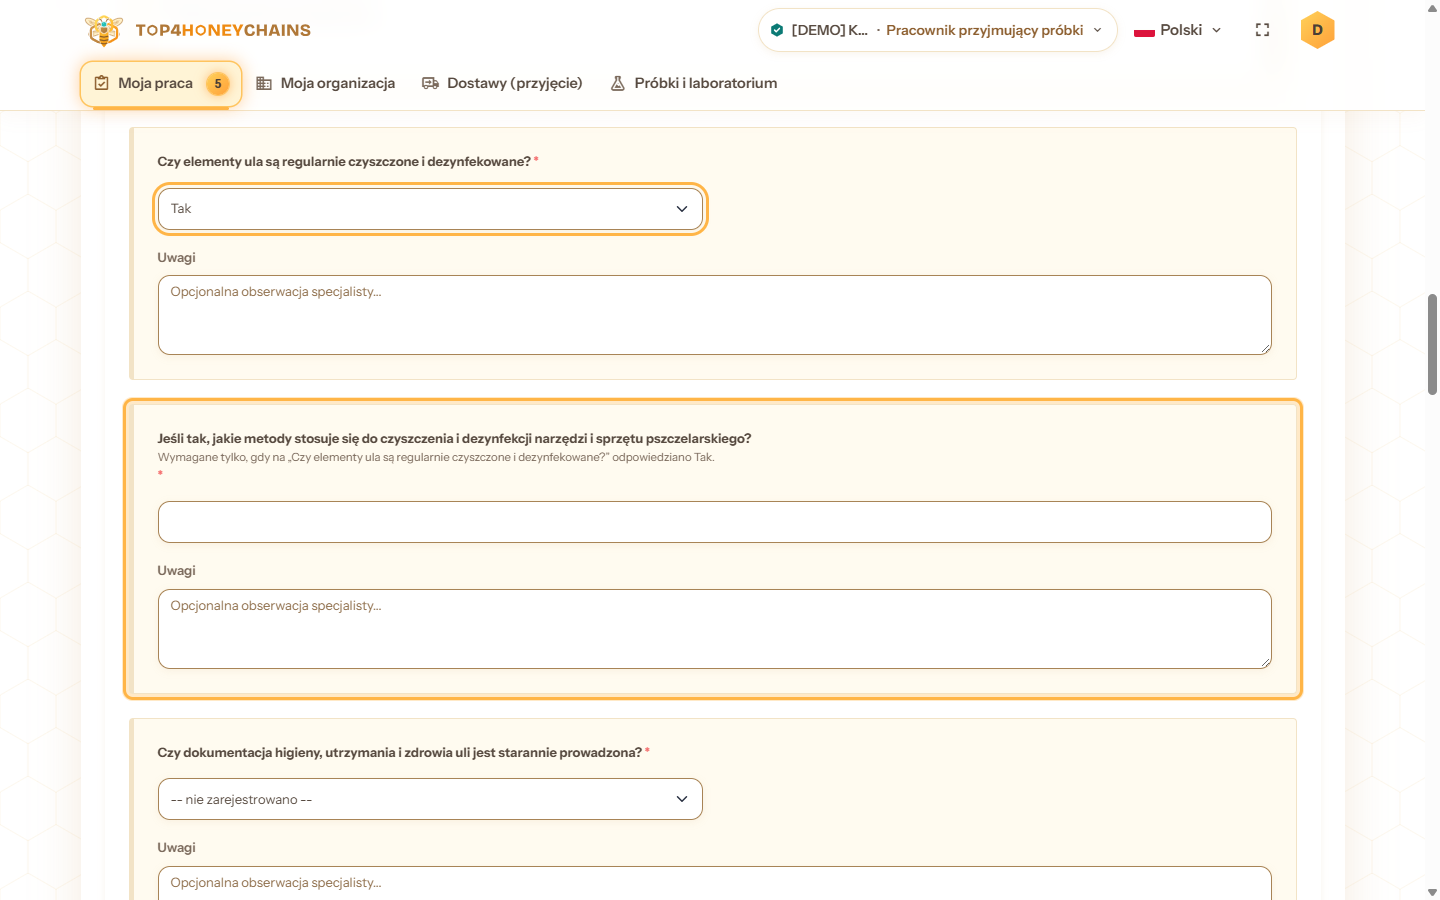 TOP4HONEYCHAINS
[DEMO] K... · Pracownik przyjmujący próbki
Polski
D
Moja praca 5
Moja organizacja
Dostawy (przyjęcie)
Próbki i laboratorium
Czy elementy ula są regularnie czyszczone i dezynfekowane? *
Tak
Uwagi
Opcjonalna obserwacja specjalisty...
Jeśli tak, jakie metody stosuje się do czyszczenia i dezynfekcji narzędzi i sprzętu pszczelarskiego?
Wymagane tylko, gdy na „Czy elementy ula są regularnie czyszczone i dezynfekowane?” odpowiedziano Tak.
*
Uwagi
Opcjonalna obserwacja specjalisty...
Czy dokumentacja higieny, utrzymania i zdrowia uli jest starannie prowadzona? *
-- nie zarejestrowano --
Uwagi
Opcjonalna obserwacja specjalisty...